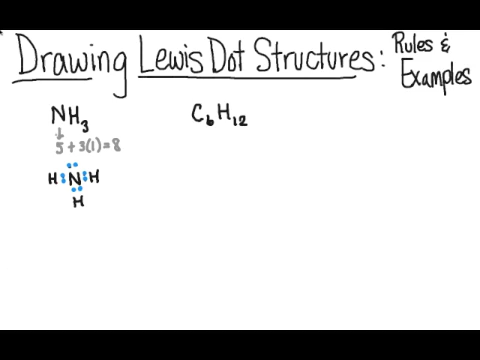 Drawing Lewis Dot Structures: Rules & Examples
NH3 C6H12
5 + 3(1) = 8
H : N : H
H